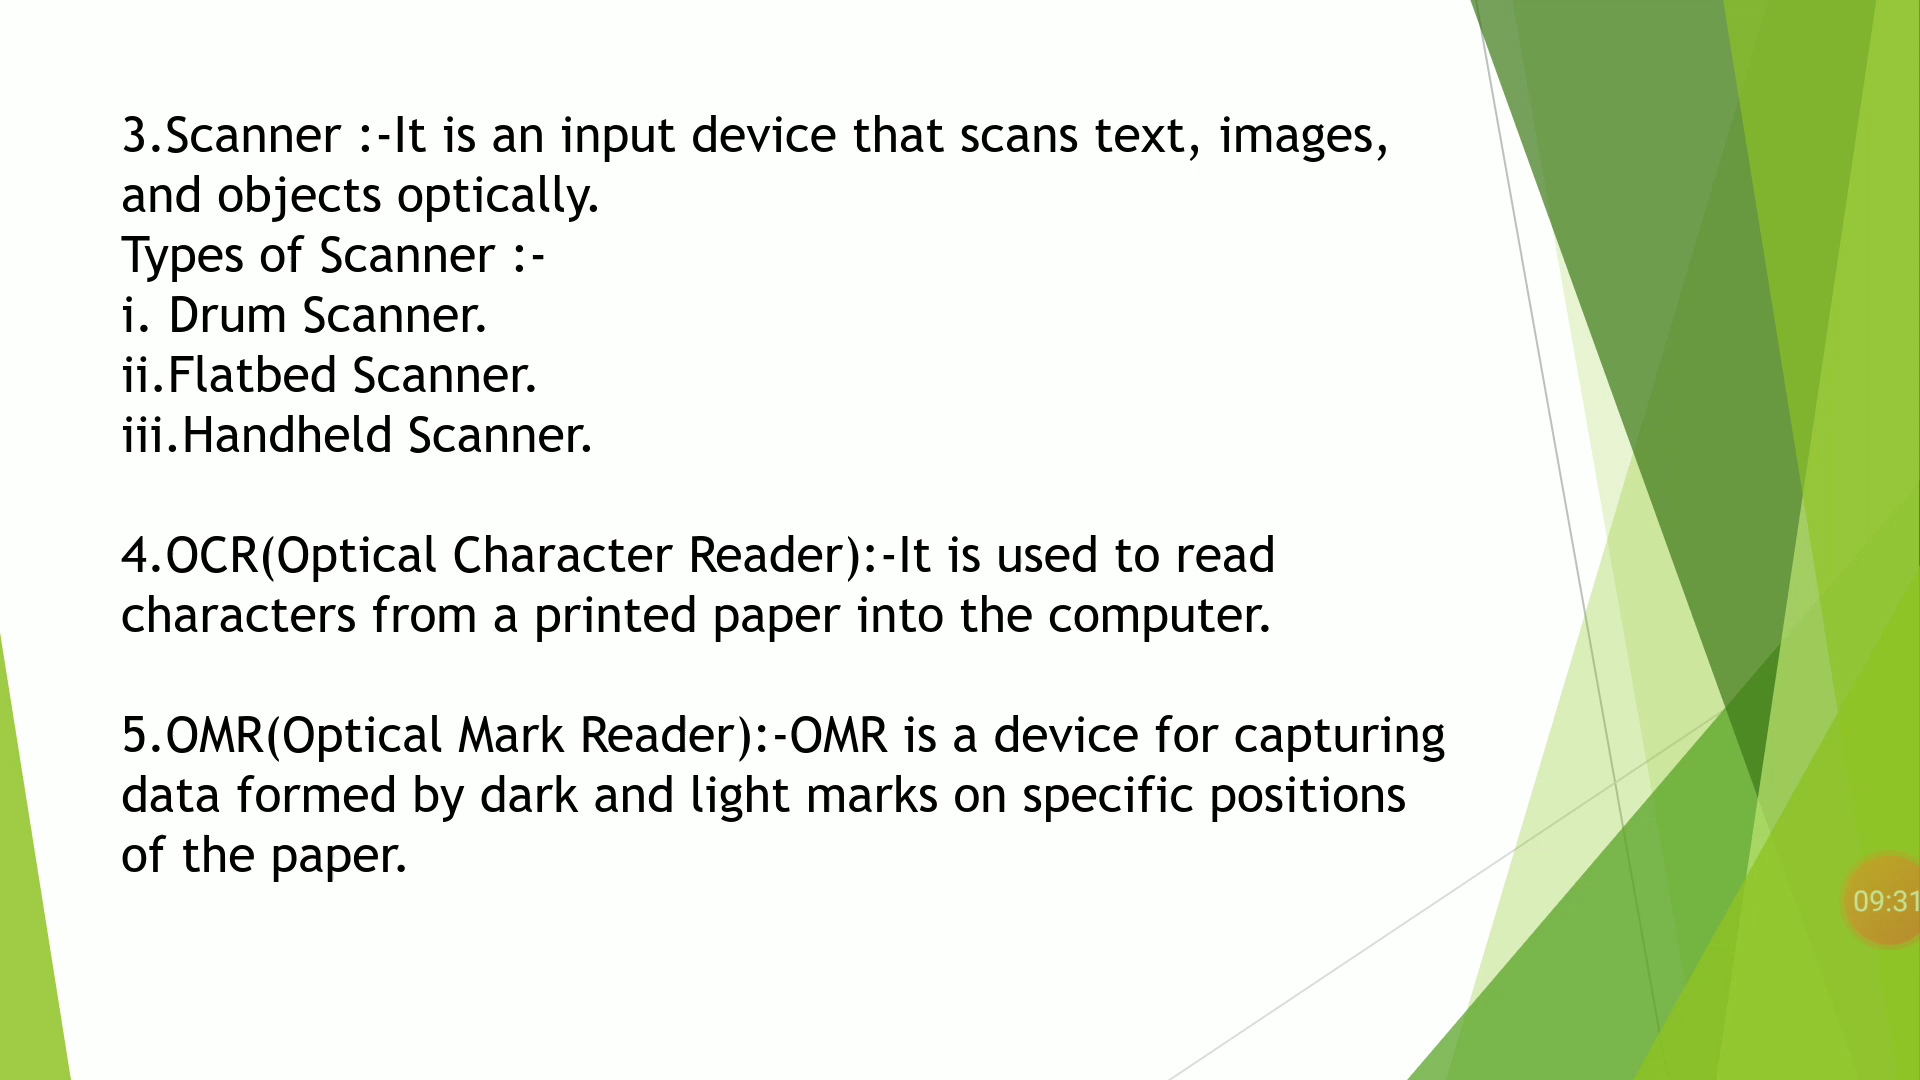 3.Scanner :-It is an input device that scans text, images,
and objects optically.
Types of Scanner :-
i. Drum Scanner.
ii.Flatbed Scanner.
iii.Handheld Scanner.
4.OCR(Optical Character Reader):-It is used to read
characters from a printed paper into the computer.
5.OMR(Optical Mark Reader):-OMR is a device for capturing
data formed by dark and light marks on specific positions
of the paper.
09:31